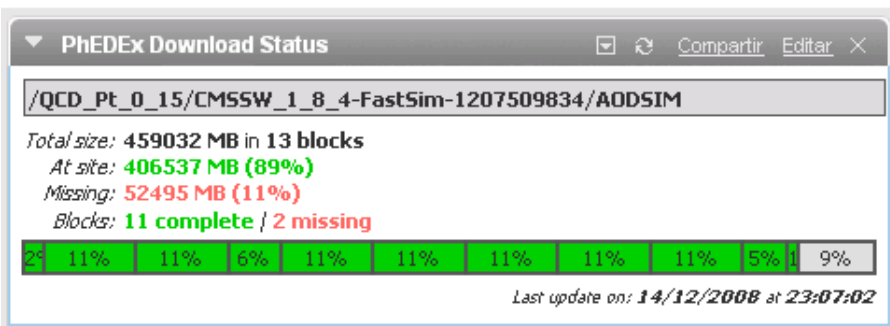 PhEDEx Download Status Compartir Editar
/QCD_Pt_0_15/CMSSW_1_8_4-FastSim-1207509834/AODSIM
Total size: 459032 MB in 13 blocks
At site: 406537 MB (89%)
Missing: 52495 MB (11%)
Blocks: 11 complete / 2 missing
11% 11% 6% 11% 11% 11% 11% 11% 5% 1 9%
Last update on: 14/12/2008 at 23:07:02